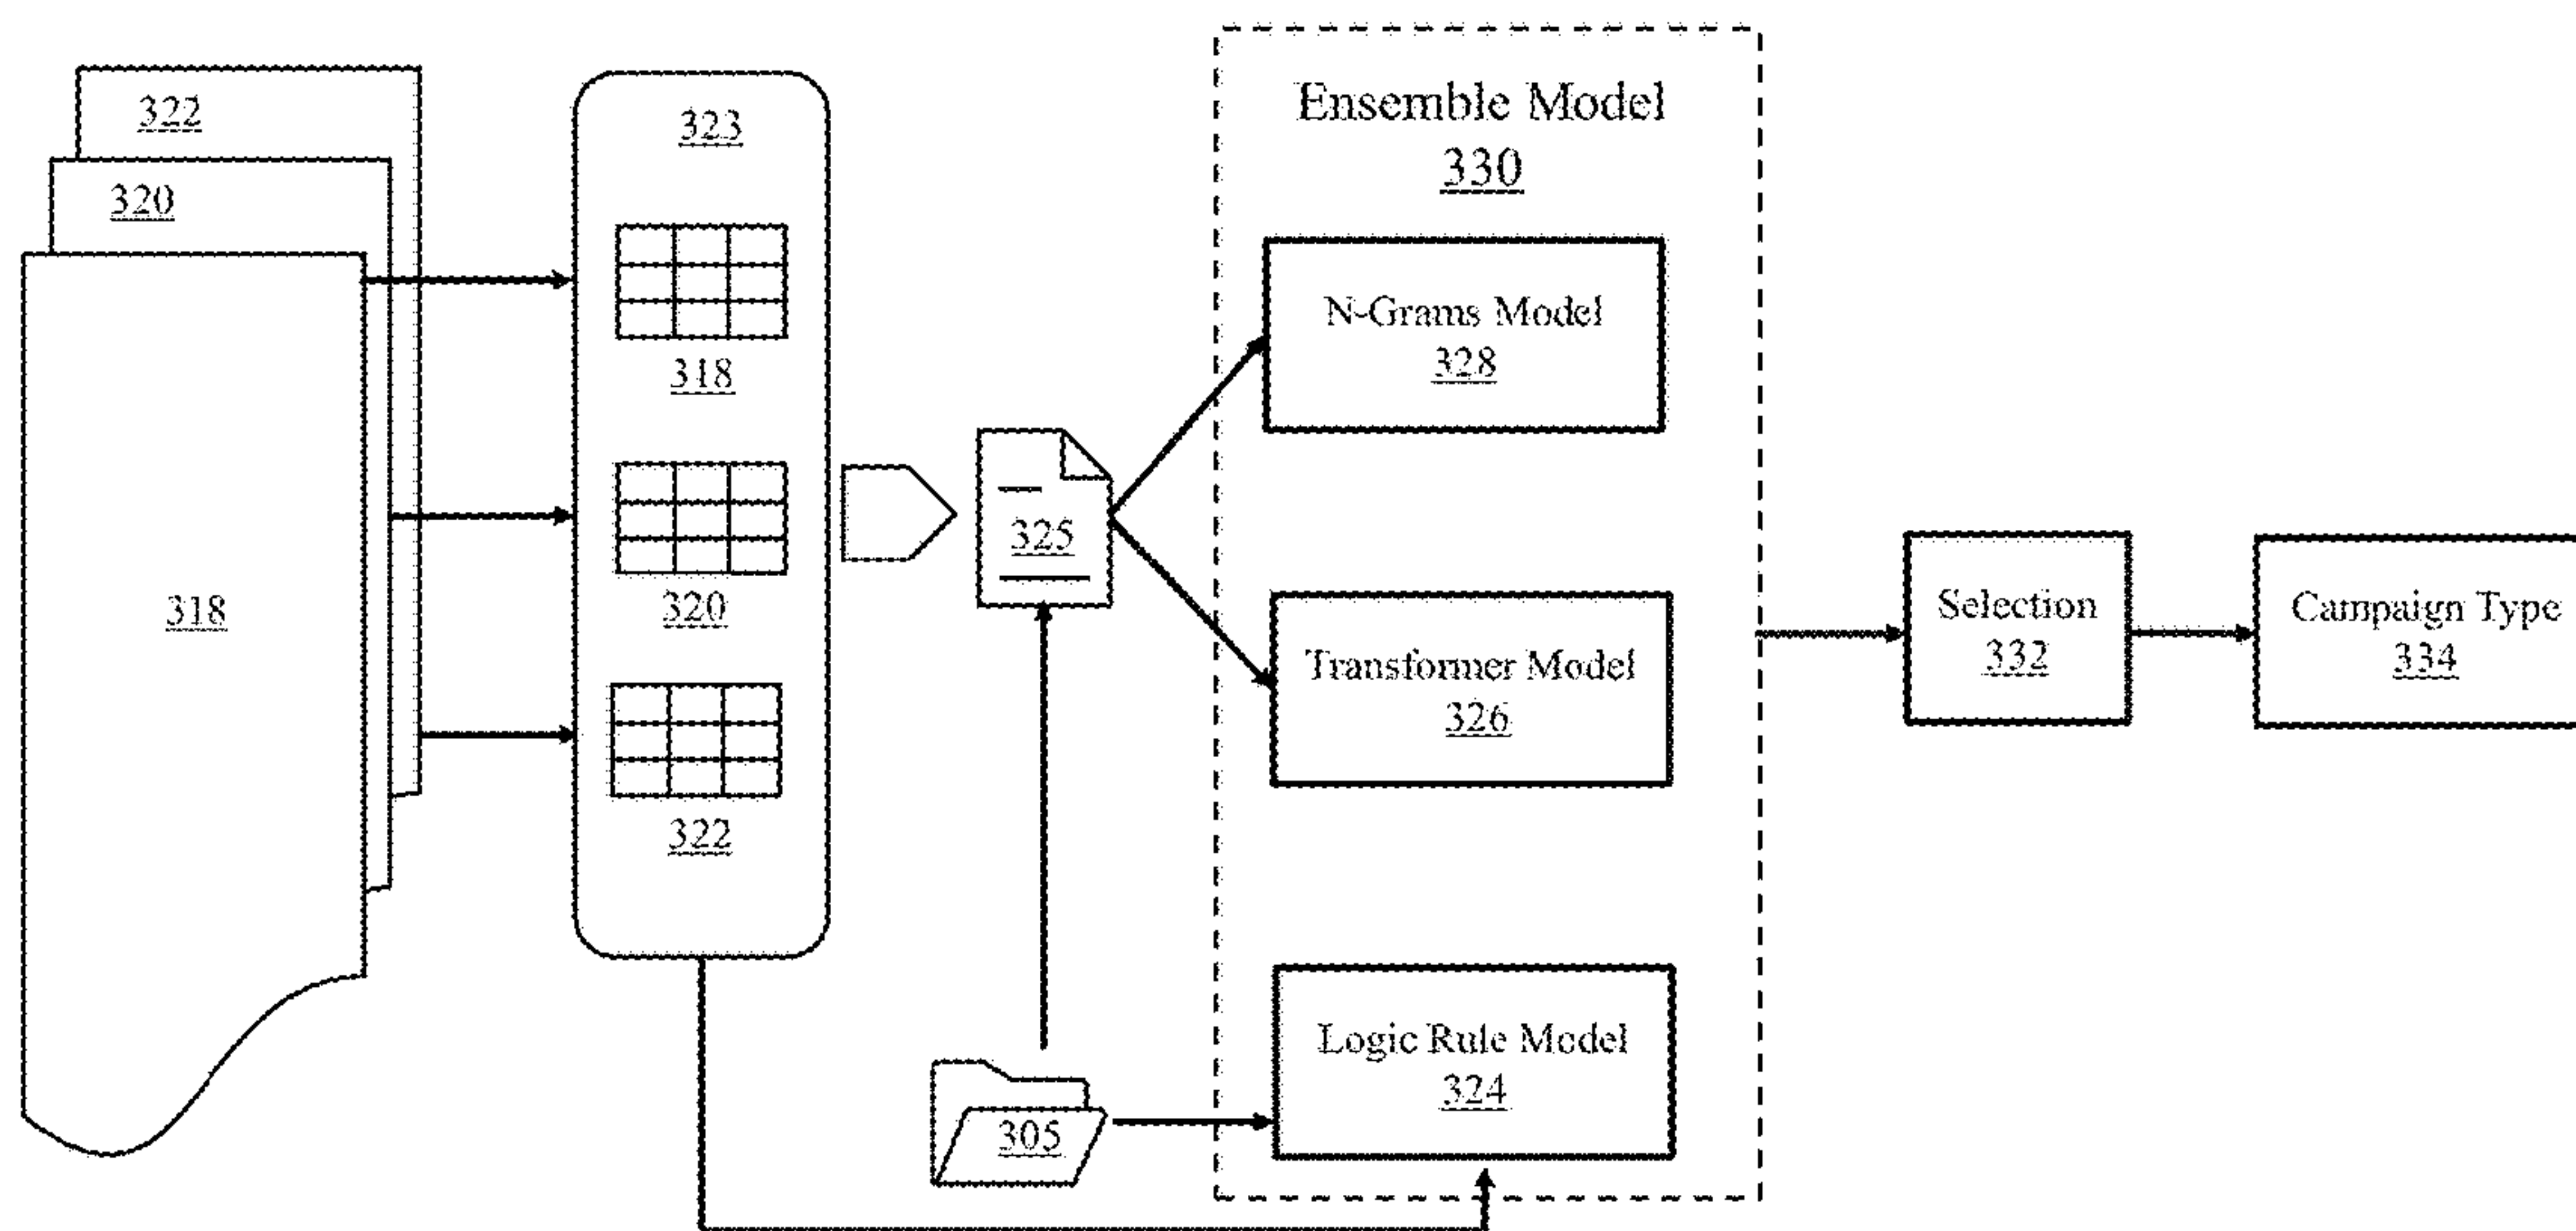 322
320
318
323
318
320
322
325
305
Ensemble Model
330
N-Grams Model
328
Transformer Model
326
Logic Rule Model
324
Selection
332
Campaign Type
334